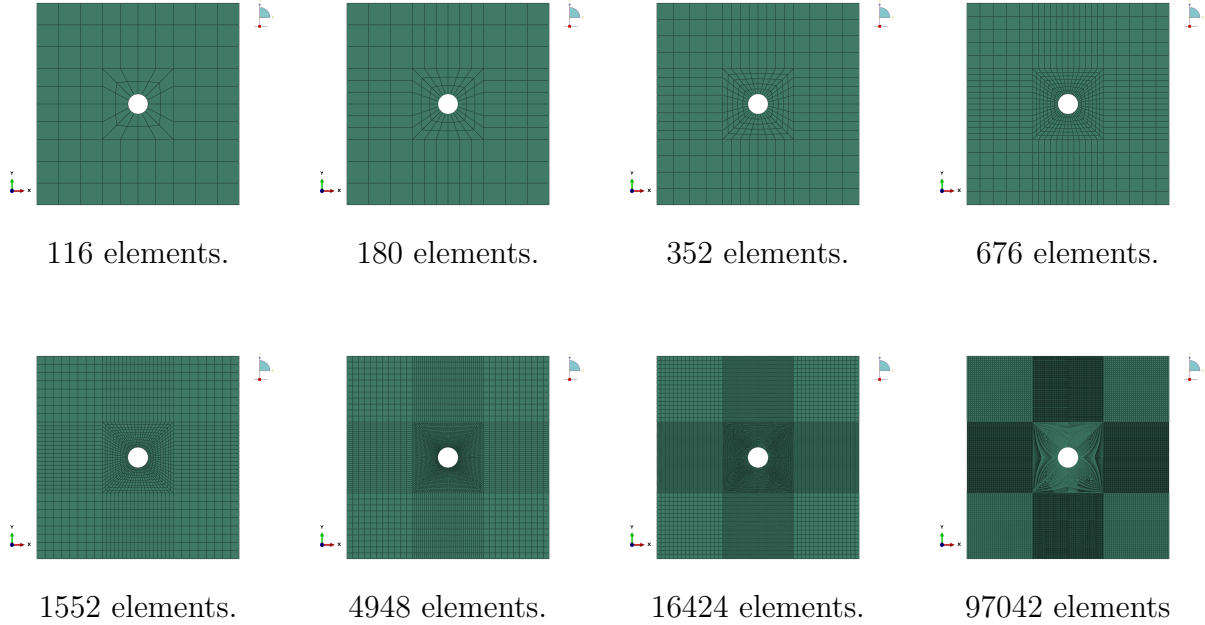 116 elements.
180 elements.
352 elements.
676 elements.
Y
X
Y
X
Y
X
Y
X
1552 elements.
4948 elements.
16424 elements.
97042 elements
Y
X
Y
X
Y
X
Y
X